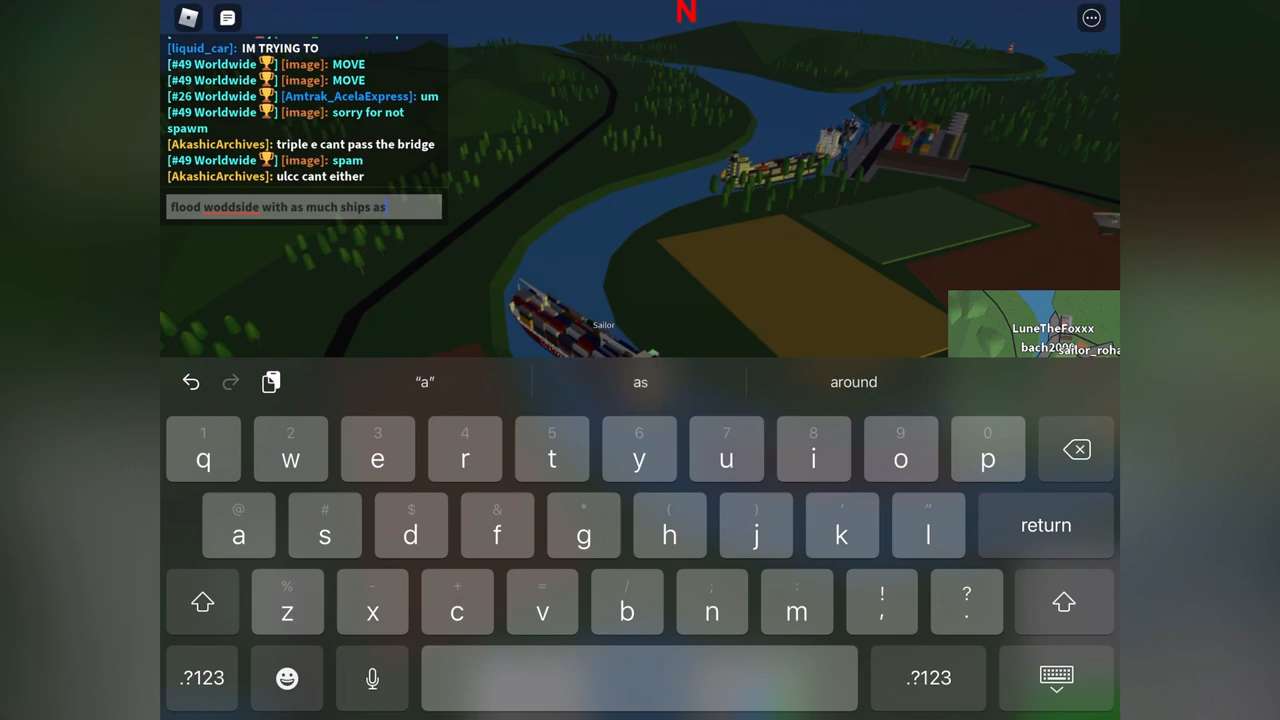 N
[liquid_car]: IM TRYING TO
[#49 Worldwide 🏆] [image]: MOVE
[#49 Worldwide 🏆] [image]: MOVE
[#26 Worldwide 🏆] [Amtrak_AcelaExpress]: um
[#49 Worldwide 🏆] [image]: sorry for not
spawm
[AkashicArchives]: triple e cant pass the bridge
[#49 Worldwide 🏆] [image]: spam
[AkashicArchives]: ulcc cant either
flood woddside with as much ships as
Sailor
LuneTheFoxxx
sailor_roha
“a” as around
1 2 3 4 5 6 7 8 9 0
q w e r t y u i o p
@ # $ & * ( ) ' "
a s d f g h j k l return
% - + = / ; : ! ?
z x c v b n m , .
.?123 .?123